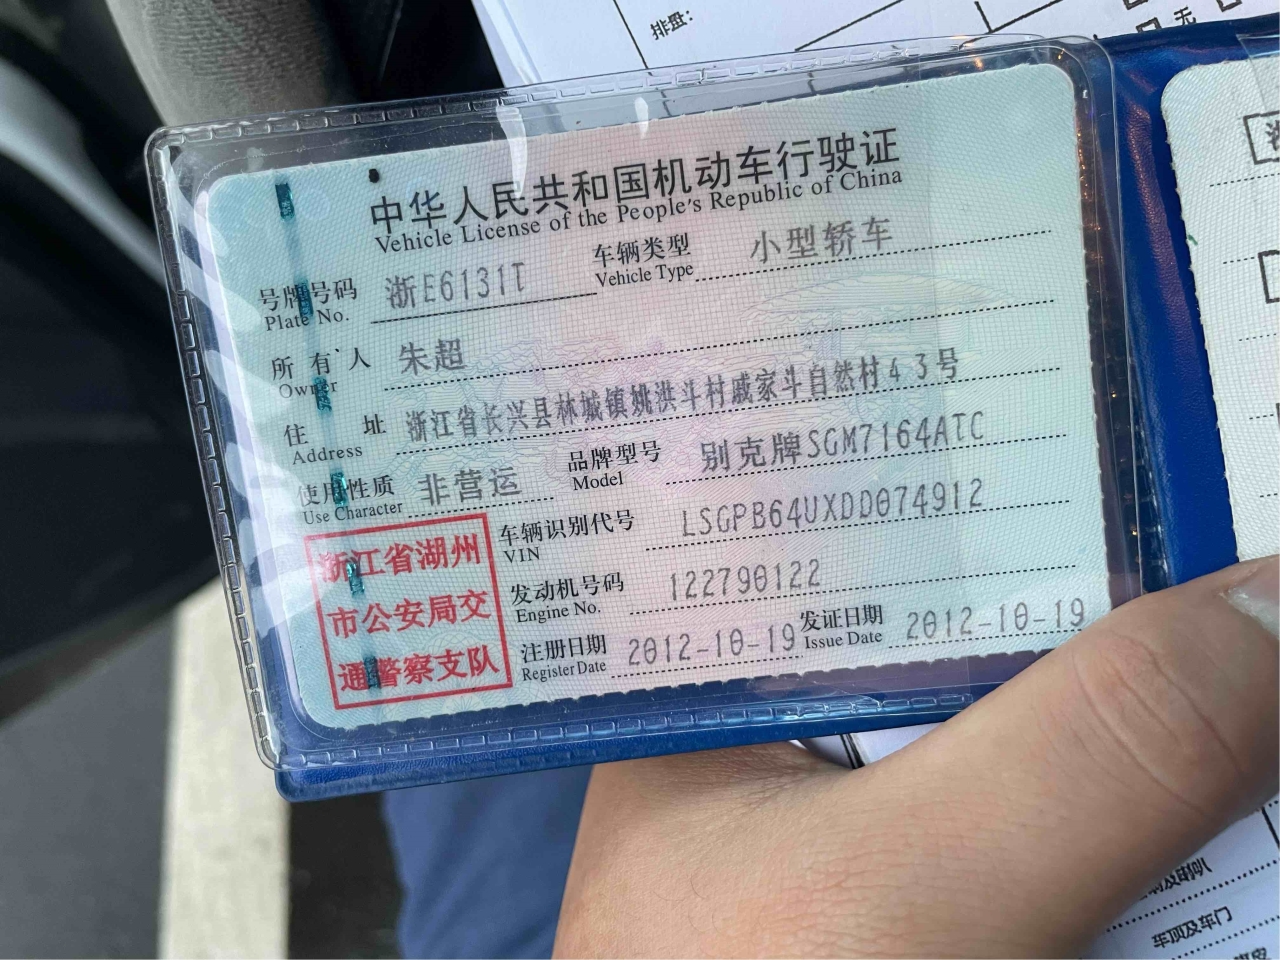 排量:
无
中华人民共和国机动车行驶证
Vehicle License of the People's Republic of China
号牌号码 浙E6131T 车辆类型 小型轿车
Plate No. Vehicle Type
所有人 朱超
Owner
住址 浙江省长兴县林城镇姚洪斗村戚家斗自然村43号
Address
使用性质 非营运 品牌型号 别克牌SGM7164ATC
Use Character Model
浙江省湖州
市公安局交
通警察支队
车辆识别代号 LSGPB64UXDD074912
VIN
发动机号码 122790122
Engine No.
注册日期 2012-10-19 发证日期 2012-10-19
Register Date Issue Date
车顶及车门